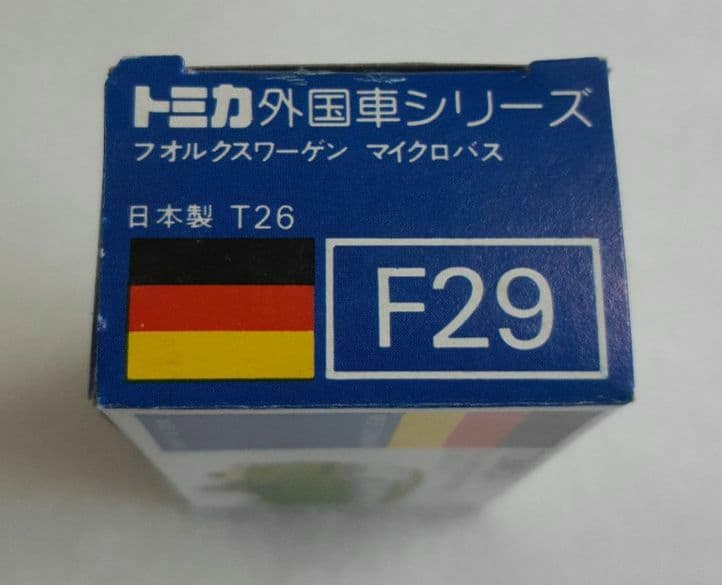 トミカ外国車シリーズ
フオルクスワーゲン マイクロバス
日本製 T26
F29